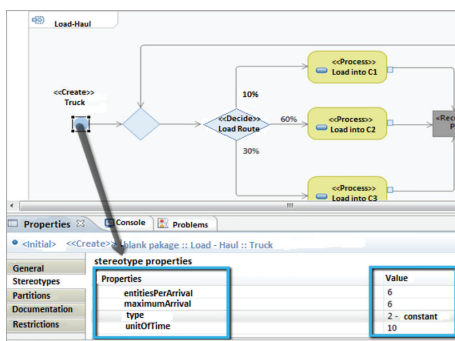 Load-Haul
<<Create>>
Truck
10%
<<Decide>>
Load Route
60%
30%
<<Process>>
Load into C1
<<Process>>
Load into C2
<<Process>>
Load into C3
Properties
Console
Problems
<Initial> <<Create>> blank pakage :: Load - Haul :: Truck
General
Stereotypes
Partitions
Documentation
Restrictions
stereotype properties
Properties Value
entitiesPerArrival 6
maximumArrival 6
type 2 - constant
unitOfTime 10